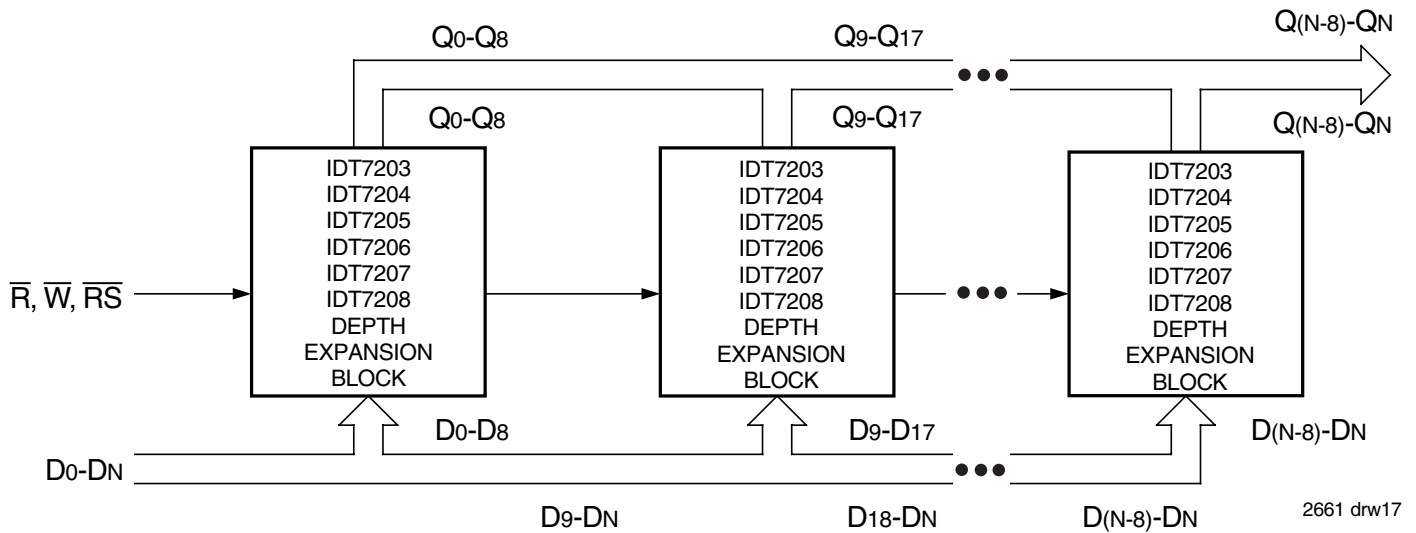 Q0-Q8
Q9-Q17
Q(N-8)-QN
Q0-Q8
Q9-Q17
Q(N-8)-QN
IDT7203
IDT7204
IDT7205
IDT7206
IDT7207
IDT7208
DEPTH
EXPANSION
BLOCK
IDT7203
IDT7204
IDT7205
IDT7206
IDT7207
IDT7208
DEPTH
EXPANSION
BLOCK
IDT7203
IDT7204
IDT7205
IDT7206
IDT7207
IDT7208
DEPTH
EXPANSION
BLOCK
R̅, W̅, R̅S̅
D0-D8
D9-D17
D(N-8)-DN
D0-DN
D9-DN
D18-DN
D(N-8)-DN
2661 drw17